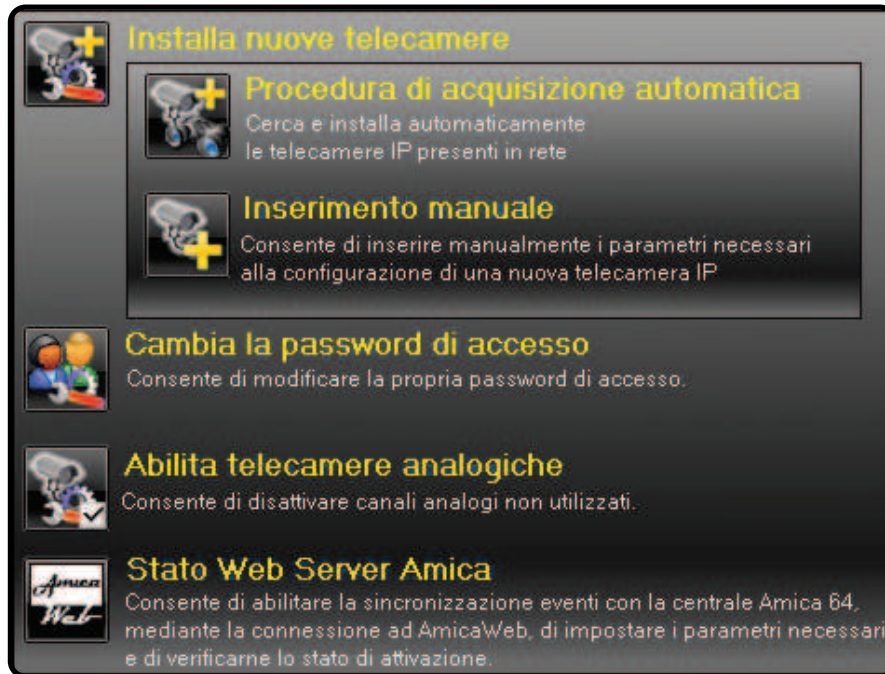 Installa nuove telecamere
Procedura di acquisizione automatica
Cerca e installa automaticamente
le telecamere IP presenti in rete
Inserimento manuale
Consente di inserire manualmente i parametri necessari
alla configurazione di una nuova telecamera IP
Cambia la password di accesso
Consente di modificare la propria password di accesso.
Abilita telecamere analogiche
Consente di disattivare canali analogi non utilizzati.
Amica
Web
Stato Web Server Amica
Consente di abilitare la sincronizzazione eventi con la centrale Amica 64,
mediante la connessione ad AmicaWeb, di impostare i parametri necessari
e di verificarne lo stato di attivazione.